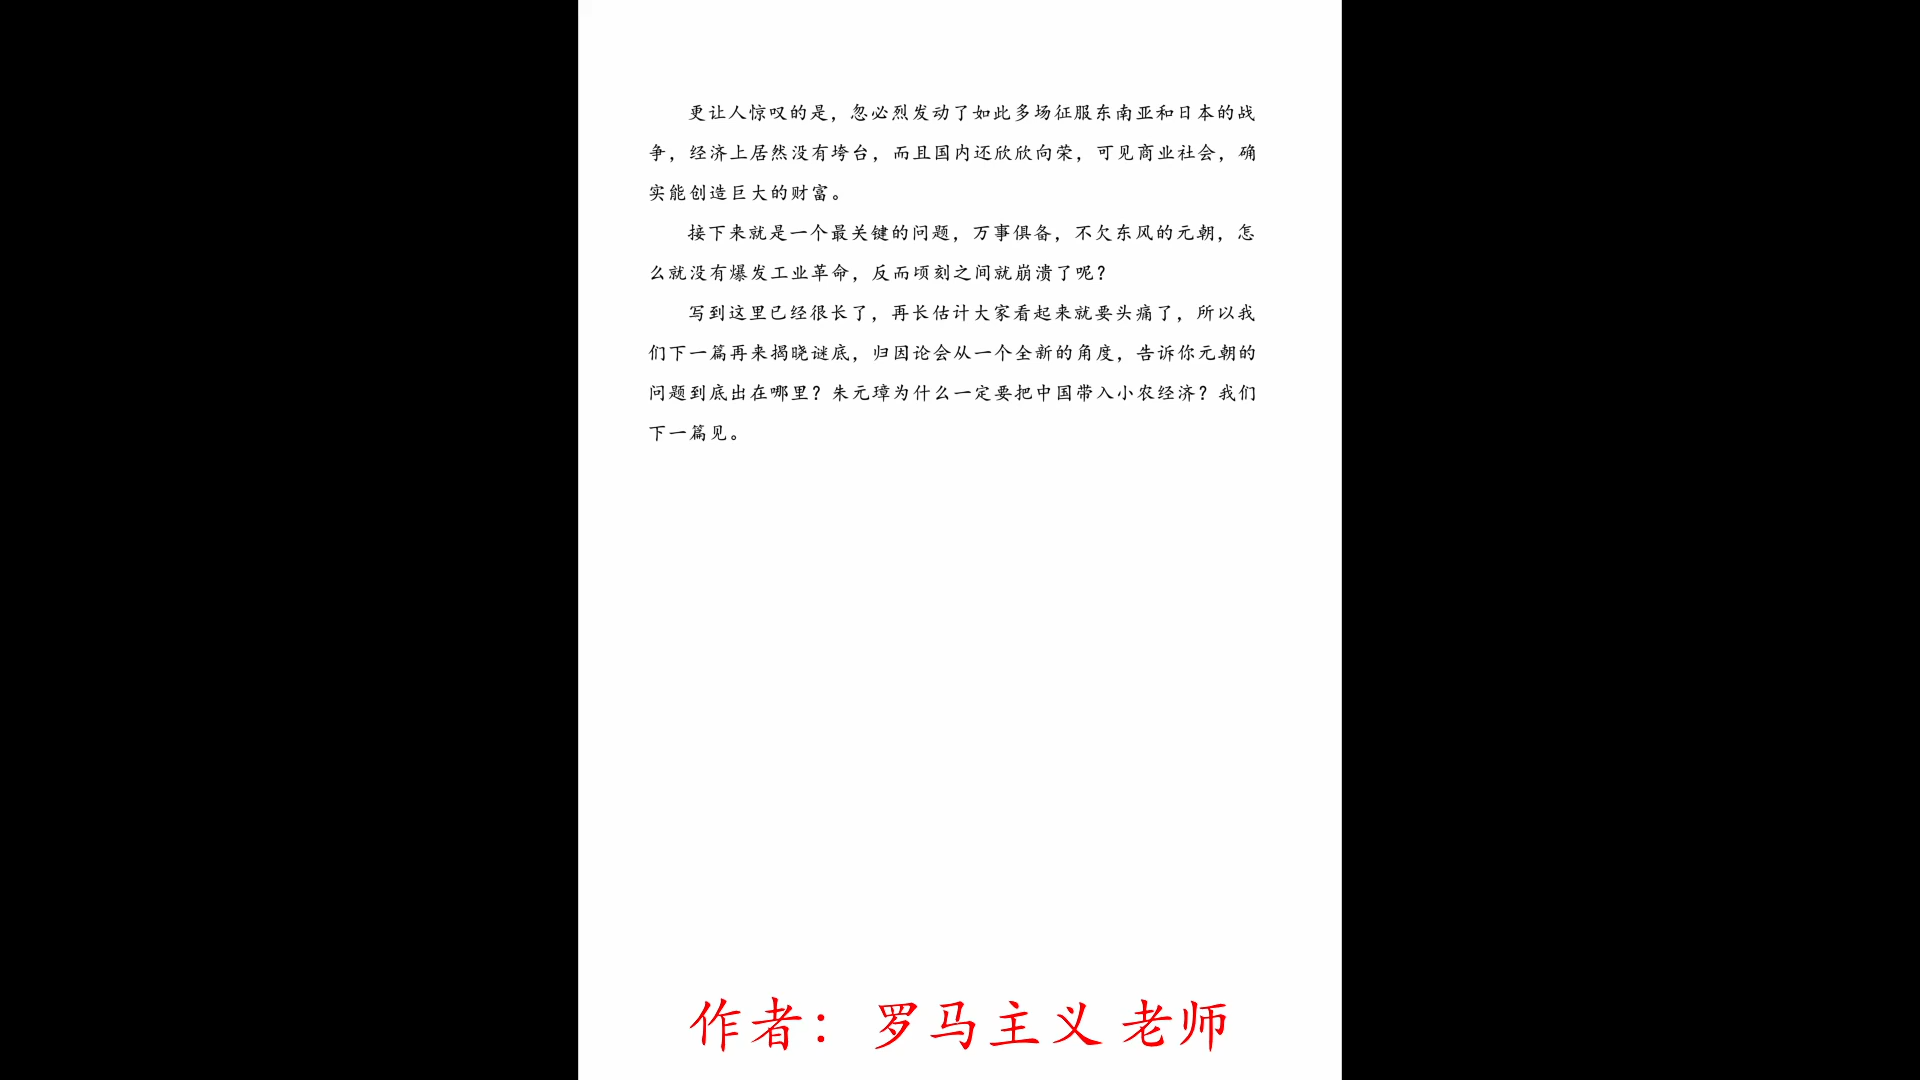 更让人惊叹的是，忽必烈发动了如此多场征服东南亚和日本的战
争，经济上居然没有垮台，而且国内还欣欣向荣，可见商业社会，确
实能创造巨大的财富。
接下来就是一个最关键的问题，万事俱备，不欠东风的元朝，怎
么就没有爆发工业革命，反而顷刻之间就崩溃了呢？
写到这里已经很长了，再长估计大家看起来就要头痛了，所以我
们下一篇再来揭晓谜底，归因论会从一个全新的角度，告诉你元朝的
问题到底出在哪里？朱元璋为什么一定要把中国带入小农经济？我们
下一篇见。
作者：罗马主义 老师